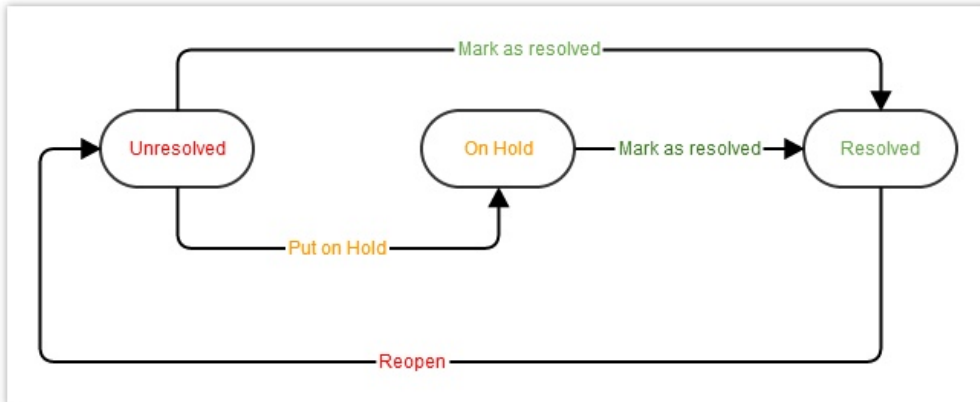 Mark as resolved
Unresolved
On Hold
Mark as resolved
Resolved
Put on Hold
Reopen